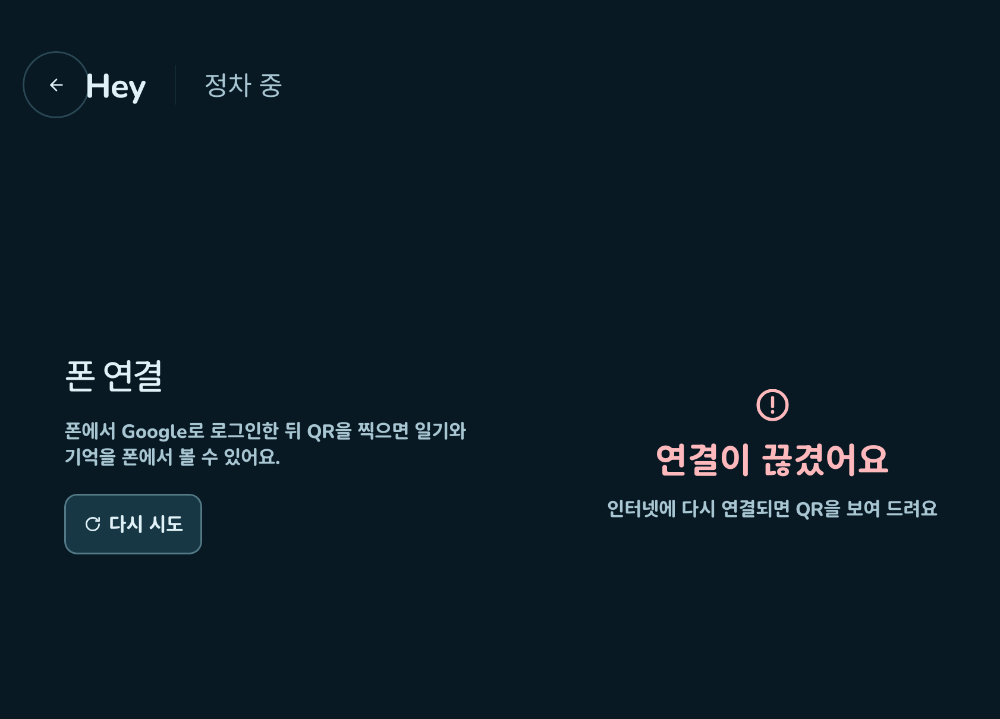 Hey
정차 중
폰 연결
폰에서 Google로 로그인한 뒤 QR을 찍으면 일기와
기억을 폰에서 볼 수 있어요.
다시 시도
연결이 끊겼어요
인터넷에 다시 연결되면 QR을 보여 드려요